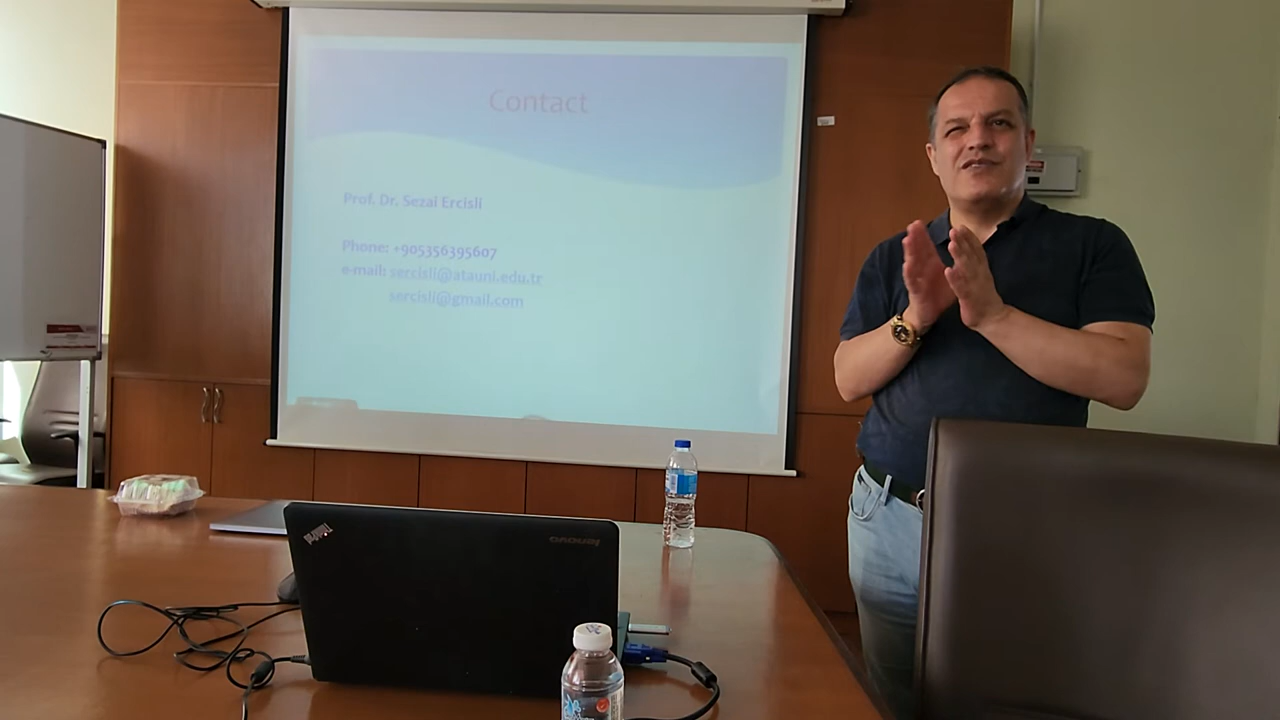 Contact
Prof. Dr. Sezai Ercisli
Phone: +905356395607
e-mail: sercisli@atauni.edu.tr
sercisli@gmail.com
ThinkPad
lenovo